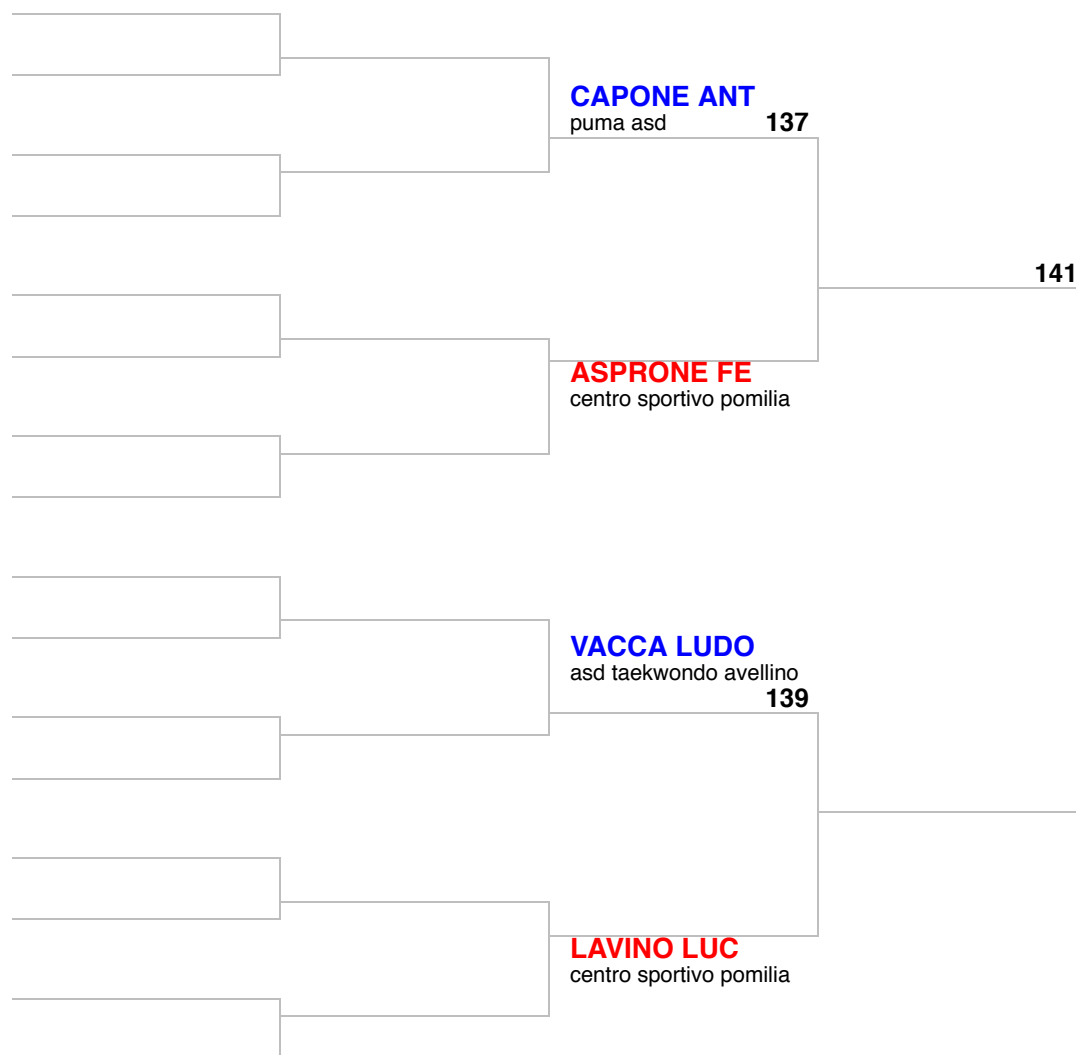 CAPONE ANT
puma asd 137
141
ASPRONE FE
centro sportivo pomilia
VACCA LUDO
asd taekwondo avellino
139
LAVINO LUC
centro sportivo pomilia